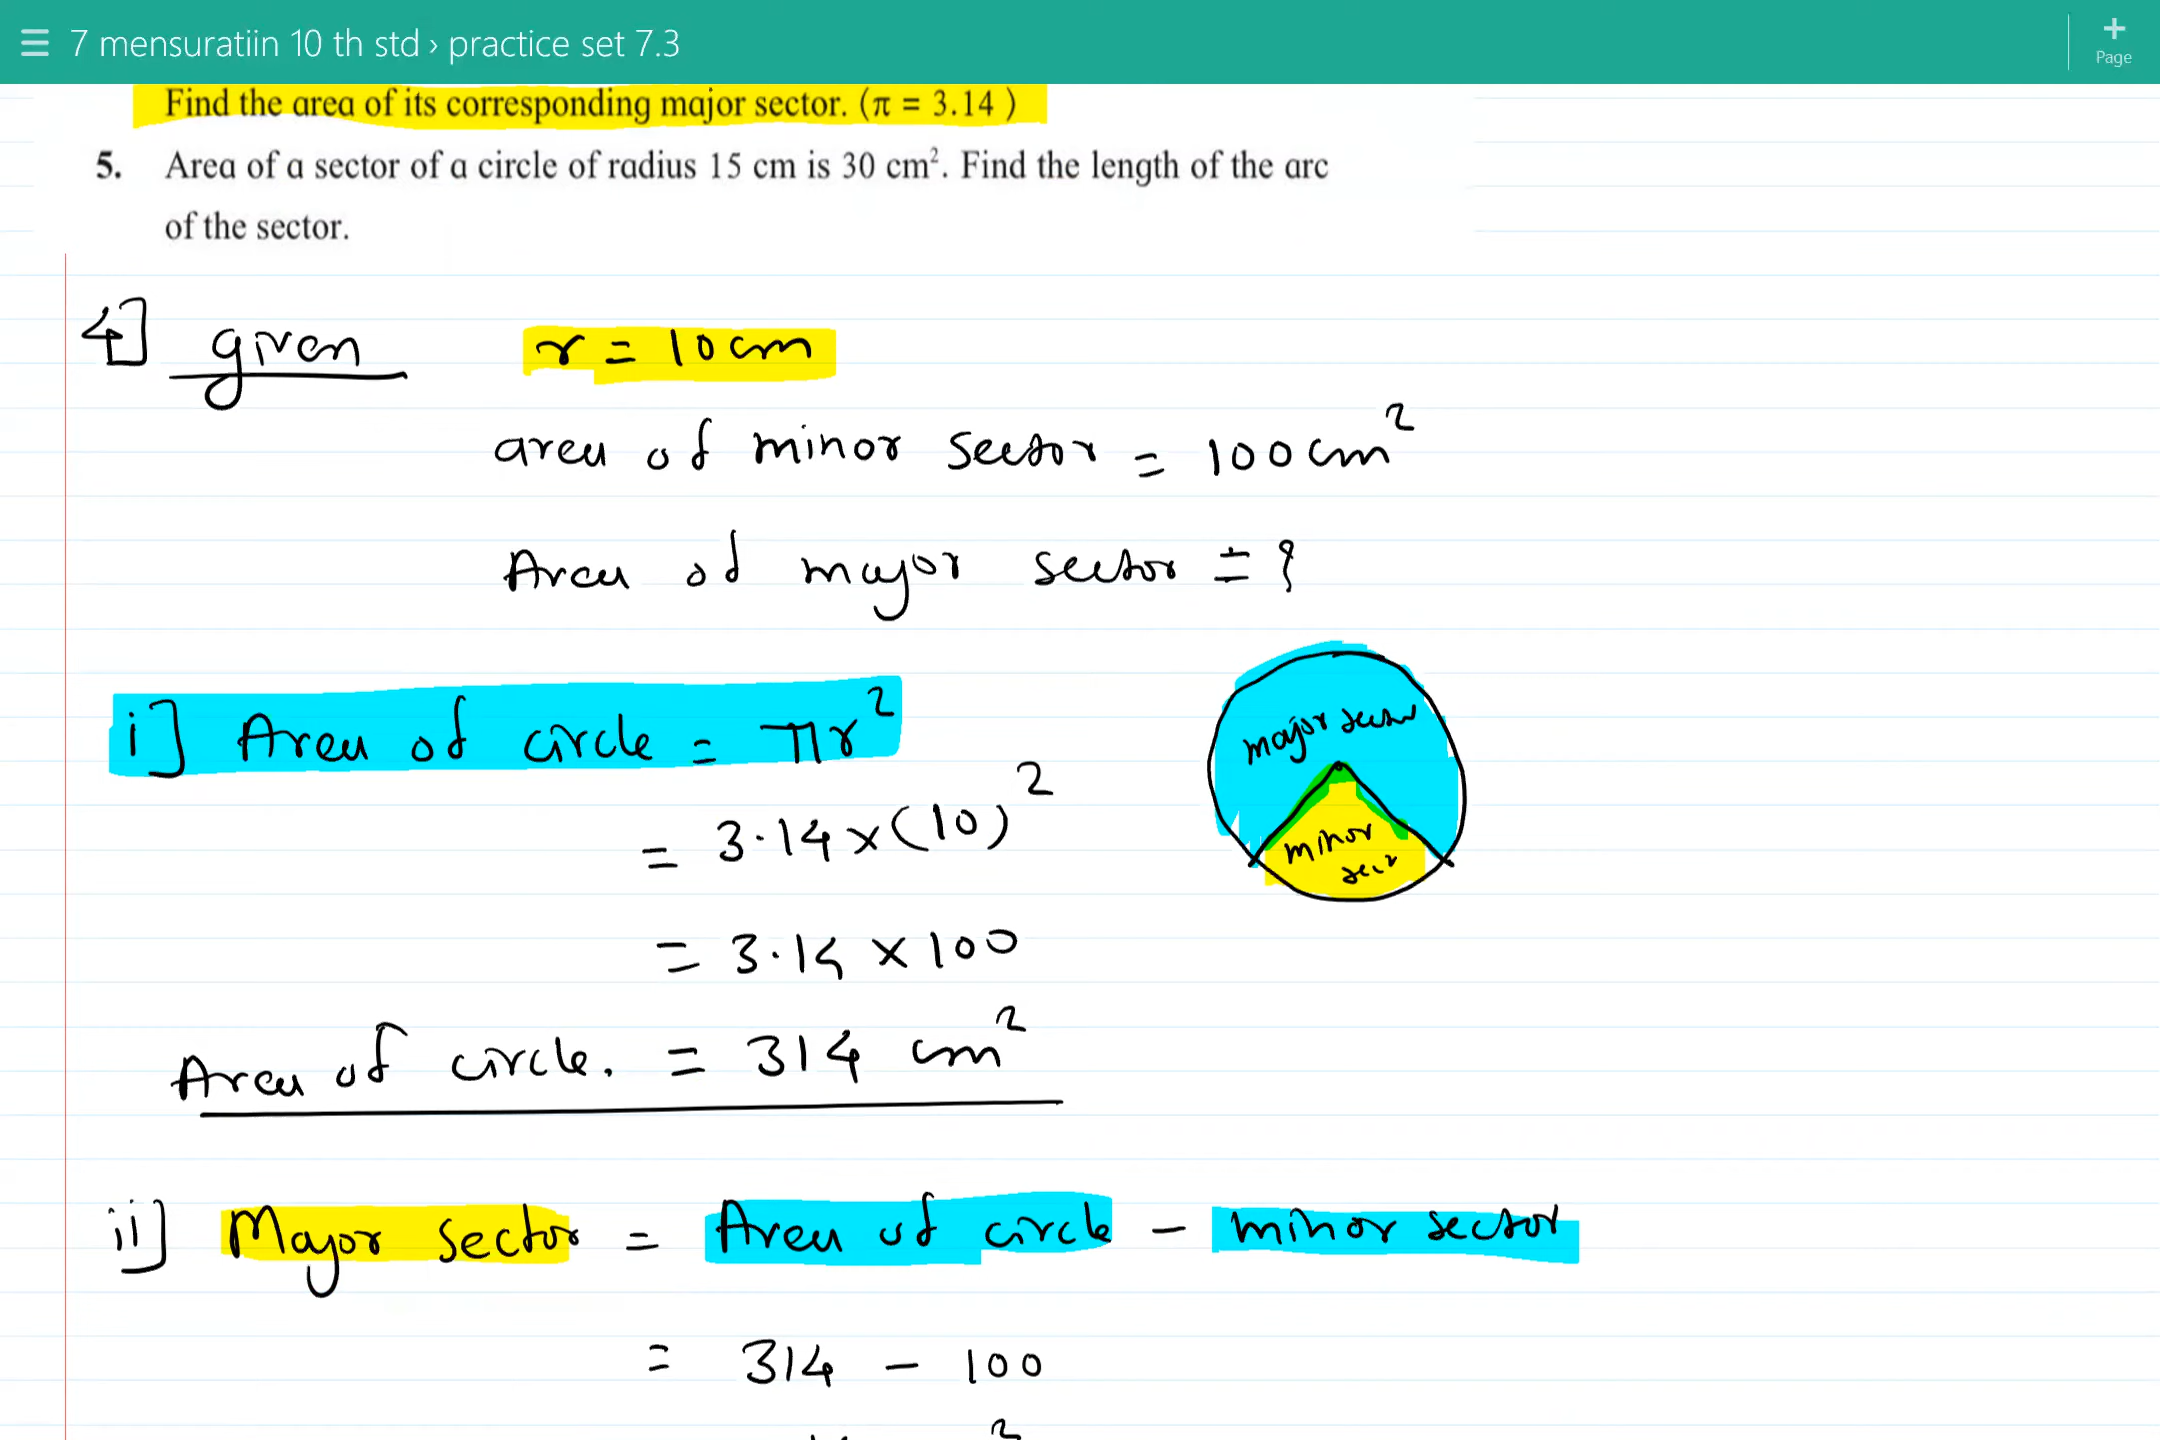 7 mensuratiin 10 th std › practice set 7.3
Page
Find the area of its corresponding major sector. (π = 3.14 )
5. Area of a sector of a circle of radius 15 cm is 30 cm². Find the length of the arc
of the sector.
4] given r = 10 cm
area of minor sector = 100 cm²
Area of major sector = ?
i] Area of circle = πr²
= 3.14 × (10)²
major sector
minor
= 3.14 × 100
Area of circle. = 314 cm²
ii] Major sector = Area of circle - minor sector
= 314 - 100